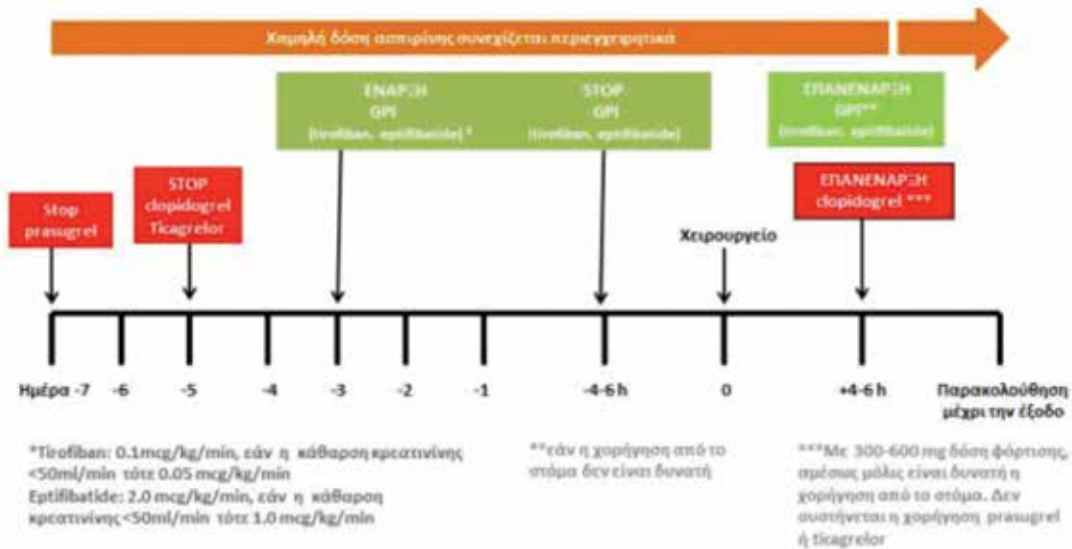 Χαμηλή δόση ασπιρίνης συνεχίζεται περιεγχειρητικά
ΕΝΑΡΞΗ
GPI
(tirofiban, eptifibatide) *
STOP
GPI
(tirofiban, eptifibatide)
ΕΠΑΝΕΝΑΡΞΗ
GPI**
(tirofiban, eptifibatide)
Stop
prasugrel
STOP
clopidogrel
Ticagrelor
ΕΠΑΝΕΝΑΡΞΗ
clopidogrel ***
Χειρουργείο
Ημέρα -7
-6
-5
-4
-3
-2
-1
-4-6 h
0
+4-6 h
Παρακολούθηση
μέχρι την έξοδο
*Tirofiban: 0.1mcg/kg/min, εάν η κάθαρση κρεατινίνης
<50ml/min τότε 0.05 mcg/kg/min
Eptifibatide: 2.0 mcg/kg/min, εάν η κάθαρση
κρεατινίνης <50ml/min τότε 1.0 mcg/kg/min
**εάν η χορήγηση από το
στόμα δεν είναι δυνατή
***Με 300-600 mg δόση φόρτισης,
αμέσως μόλις είναι δυνατή η
χορήγηση από το στόμα. Δεν
συστήνεται η χορήγηση prasugrel
ή ticagrelor